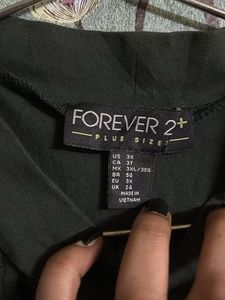 FOREVER 2+
PLUS SIZES
US 3X
CA 3T
MX 3XL/3EG
BR 56
EU 3X
UK 24
MADE IN
VIETNAM